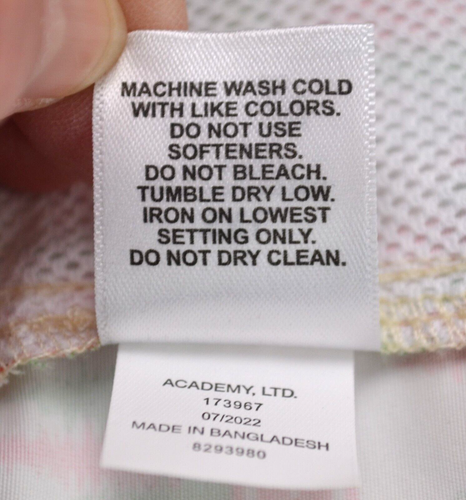 MACHINE WASH COLD
WITH LIKE COLORS.
DO NOT USE
SOFTENERS.
DO NOT BLEACH.
TUMBLE DRY LOW.
IRON ON LOWEST
SETTING ONLY.
DO NOT DRY CLEAN.
ACADEMY, LTD.
173967
07/2022
MADE IN BANGLADESH
8293980